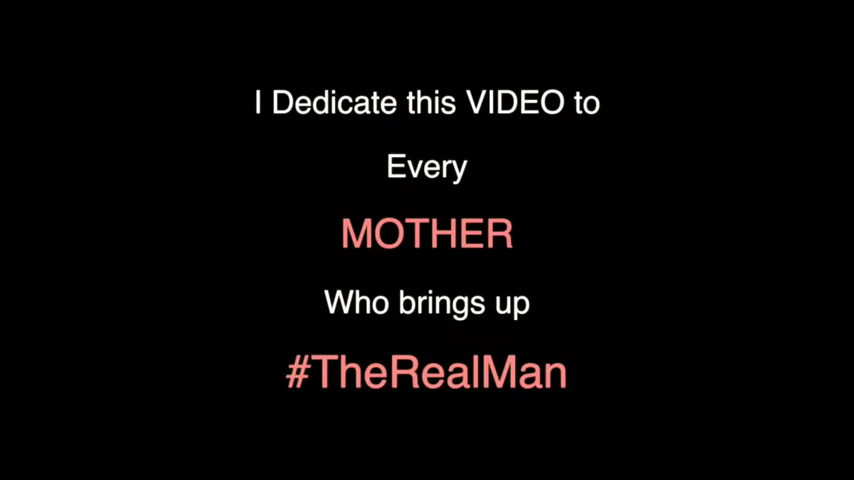 I Dedicate this VIDEO to
Every
MOTHER
Who brings up
#TheRealMan